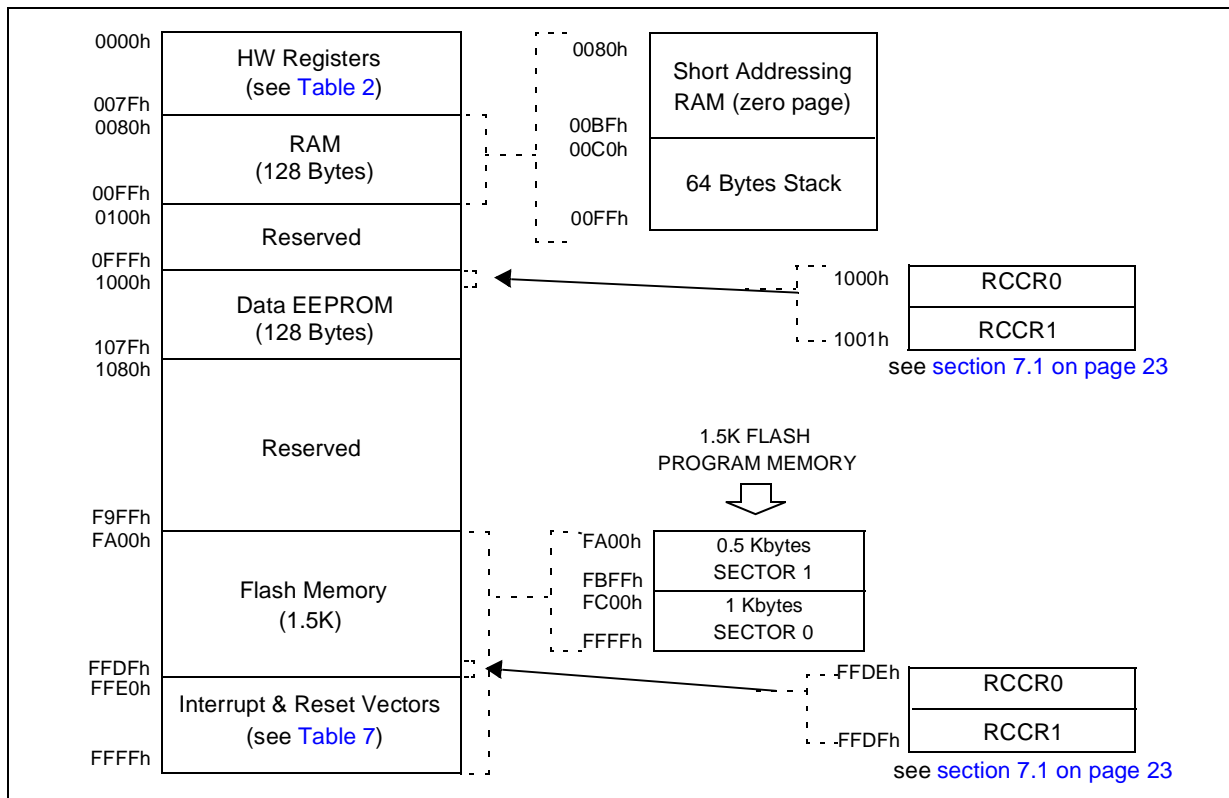 0000h
HW Registers
(see Table 2)
007Fh
0080h
RAM
(128 Bytes)
00FFh
0100h
Reserved
0FFFh
1000h
Data EEPROM
(128 Bytes)
107Fh
1080h
Reserved
F9FFh
FA00h
Flash Memory
(1.5K)
FFDFh
FFE0h
Interrupt & Reset Vectors
(see Table 7)
FFFFh
0080h
Short Addressing
RAM (zero page)
00BFh
00C0h
64 Bytes Stack
00FFh
1000h
RCCR0
RCCR1
1001h
see section 7.1 on page 23
1.5K FLASH
PROGRAM MEMORY
FA00h
0.5 Kbytes
SECTOR 1
FBFFh
FC00h
1 Kbytes
SECTOR 0
FFFFh
FFDEh
RCCR0
RCCR1
FFDFh
see section 7.1 on page 23